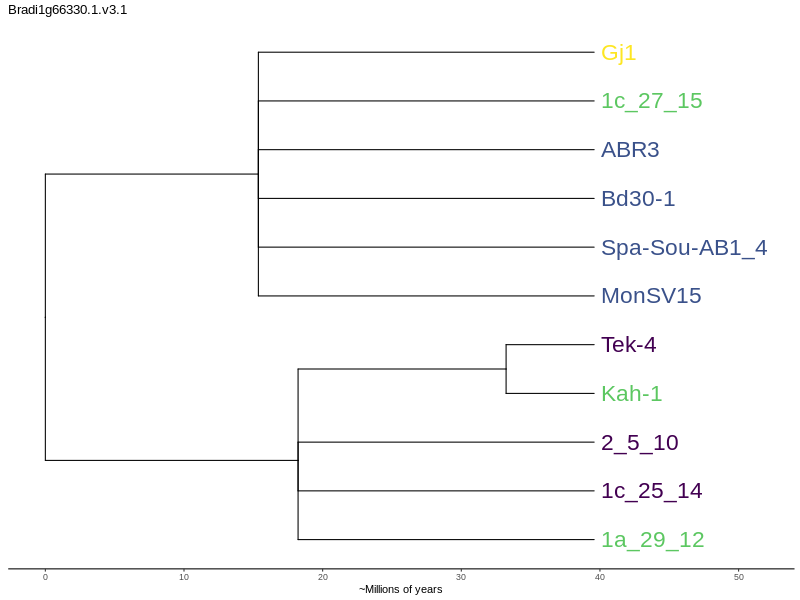 Bradi1g66330.1.v3.1
Gj1
1c_27_15
ABR3
Bd30-1
Spa-Sou-AB1_4
MonSV15
Tek-4
Kah-1
2_5_10
1c_25_14
1a_29_12
0 10 20 30 40 50
~Millions of years